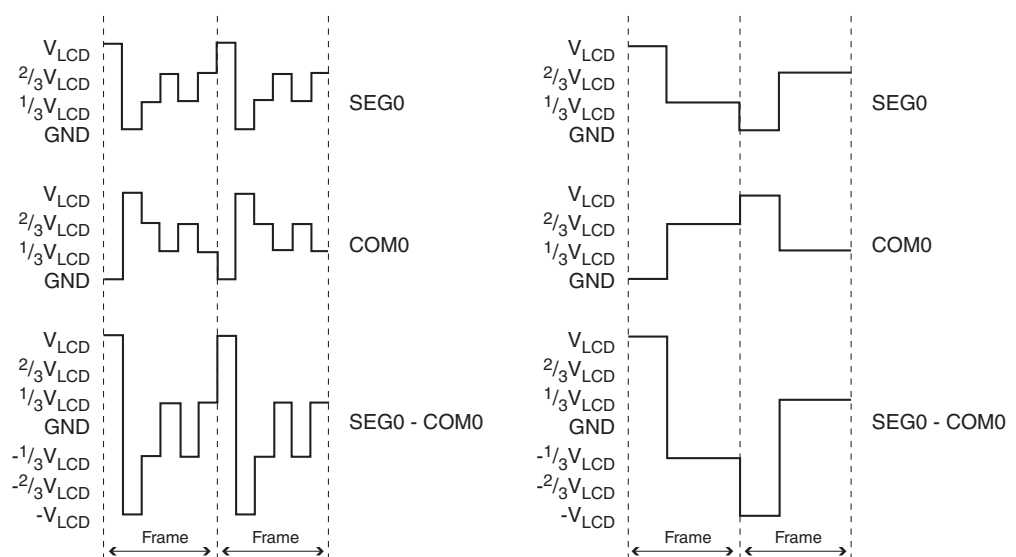 V_LCD
2/3V_LCD
1/3V_LCD
GND
SEG0
V_LCD
2/3V_LCD
1/3V_LCD
GND
COM0
V_LCD
2/3V_LCD
1/3V_LCD
GND
-1/3V_LCD
-2/3V_LCD
-V_LCD
SEG0 - COM0
Frame
Frame
V_LCD
2/3V_LCD
1/3V_LCD
GND
SEG0
V_LCD
2/3V_LCD
1/3V_LCD
GND
COM0
V_LCD
2/3V_LCD
1/3V_LCD
GND
-1/3V_LCD
-2/3V_LCD
-V_LCD
SEG0 - COM0
Frame
Frame